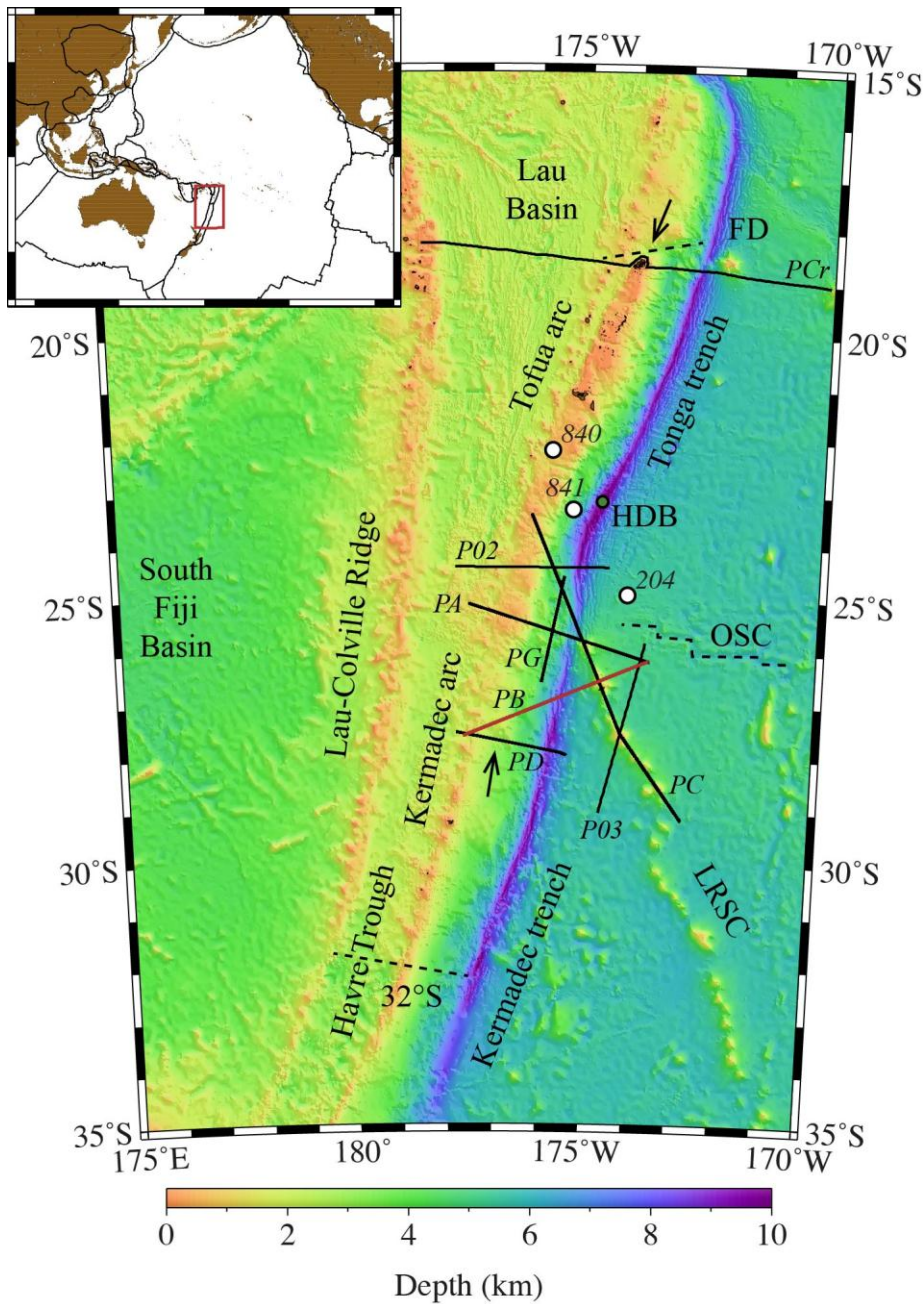 175°W
170°W
15°S
Lau
Basin
FD
PCr
20°S
20°S
Tofua arc
Tonga trench
840
841
HDB
Lau-Colville Ridge
P02
204
South
Fiji
Basin
25°S
25°S
PA
OSC
PG
PB
Kermadec arc
PD
PC
P03
30°S
30°S
LRSC
Havre Trough
32°S
Kermadec trench
35°S
35°S
175°E
180°
175°W
170°W
0
2
4
6
8
10
Depth (km)